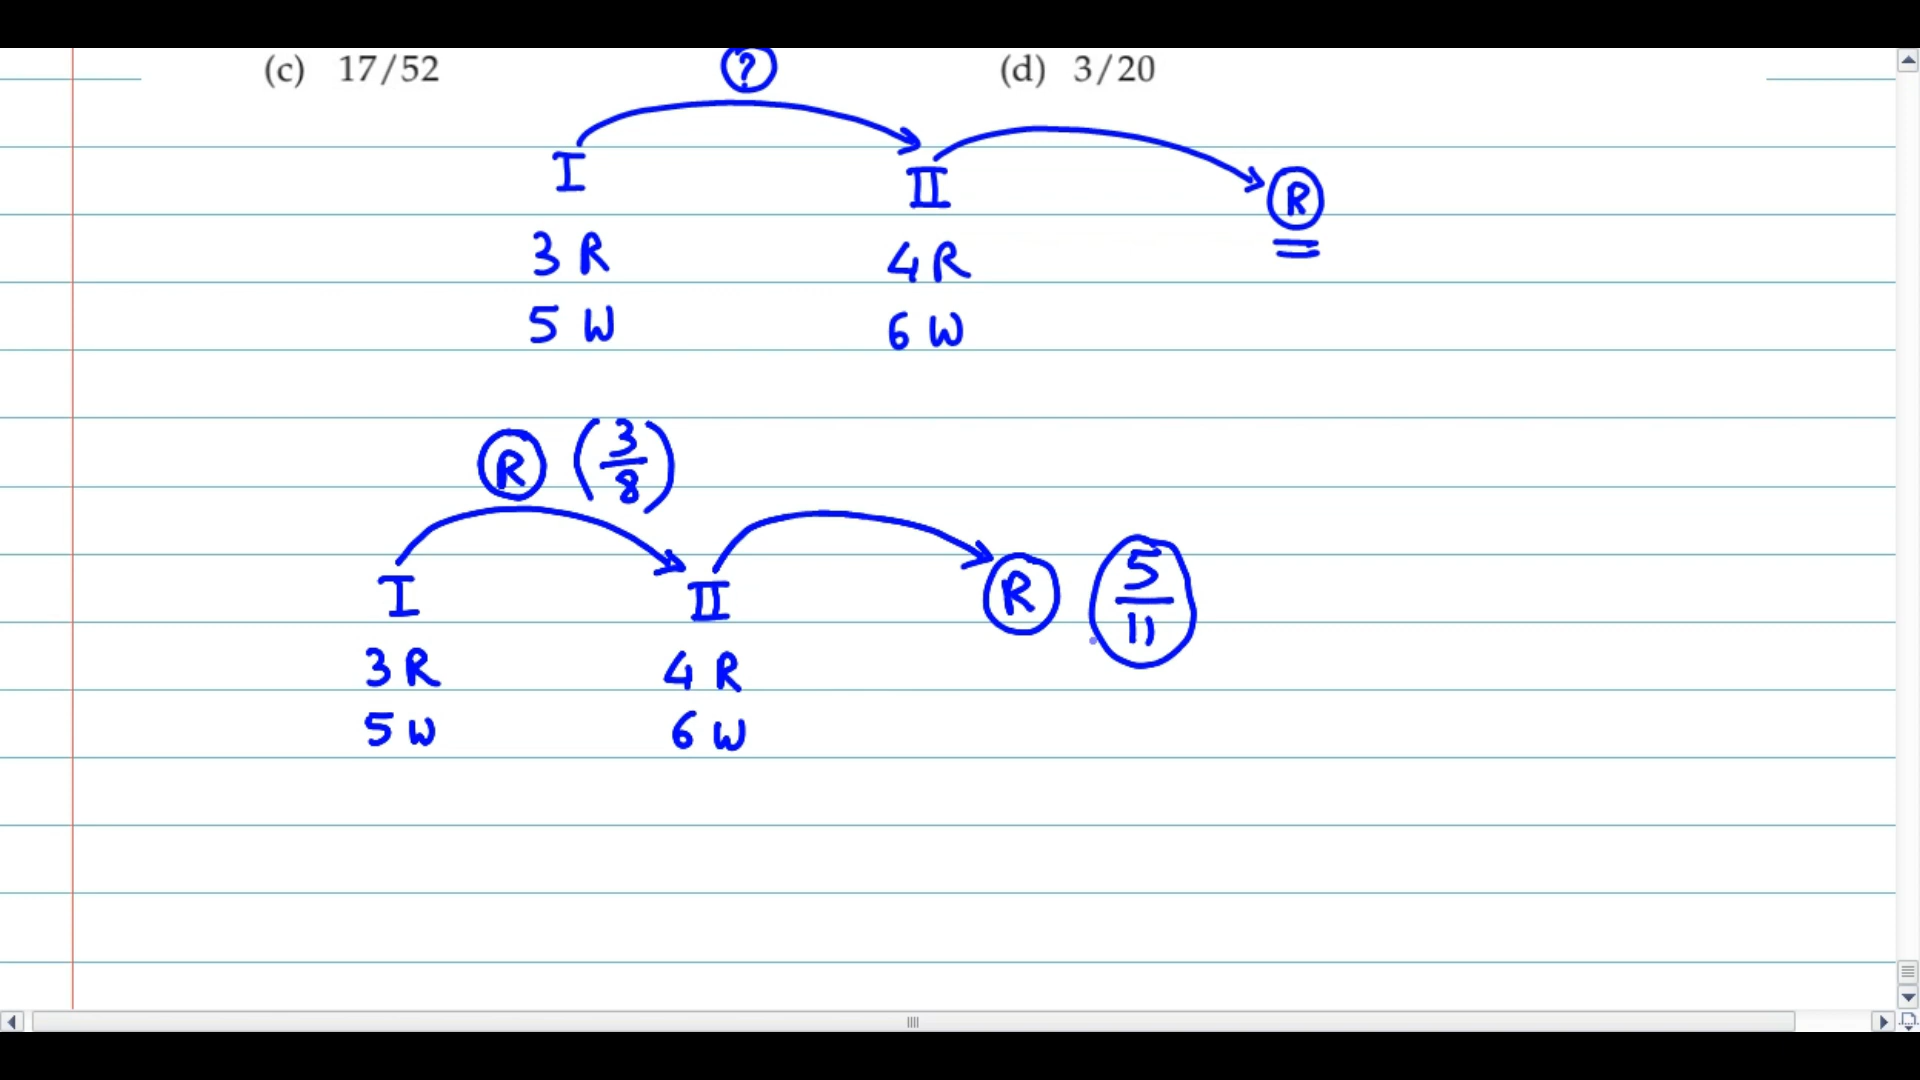 (c) 17/52 ? (d) 3/20
I II R
3 R 4 R
5 W 6 W
R (3/8)
I II R 5/11
3 R 4 R
5 W 6 W